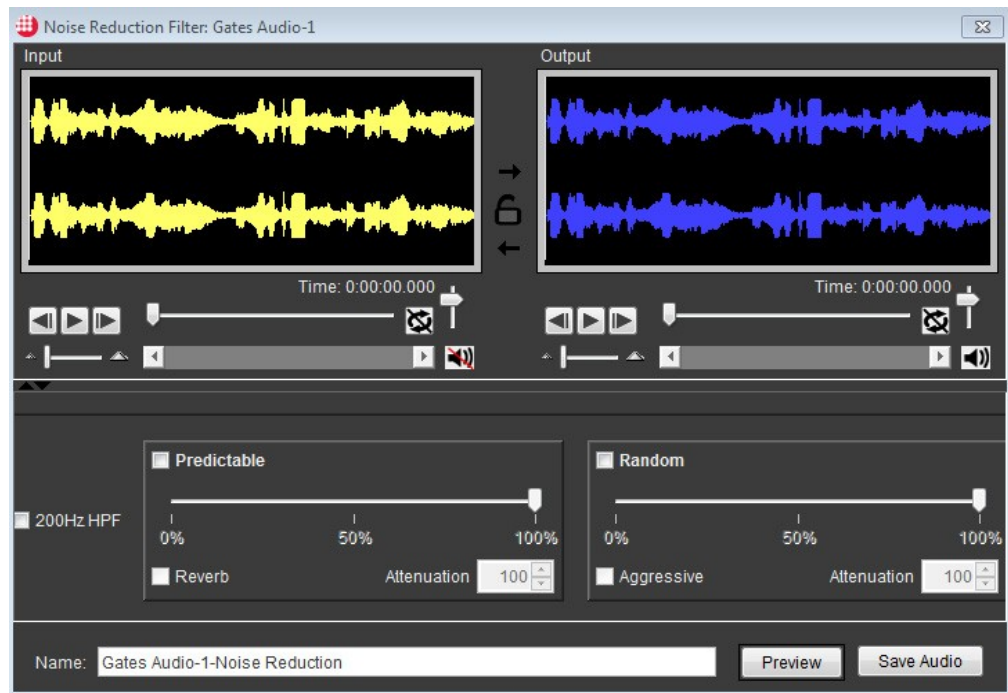 Noise Reduction Filter: Gates Audio-1
Input
Output
Time: 0:00:00.000
Time: 0:00:00.000
200Hz HPF
Predictable
0%
50%
100%
Reverb
Attenuation
100
Random
0%
50%
100%
Aggressive
Attenuation
100
Name:
Gates Audio-1-Noise Reduction
Preview
Save Audio